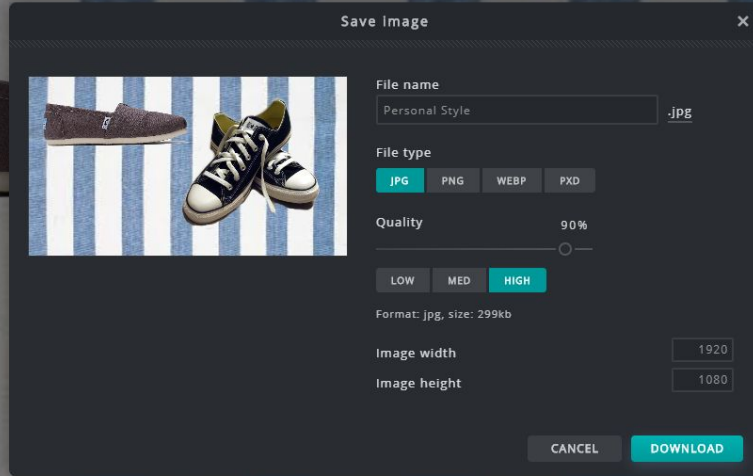 Save Image
File name
Personal Style
.jpg
File type
JPG PNG WEBP PXD
Quality 90%
LOW MED HIGH
Format: jpg, size: 299kb
Image width 1920
Image height 1080
CANCEL DOWNLOAD